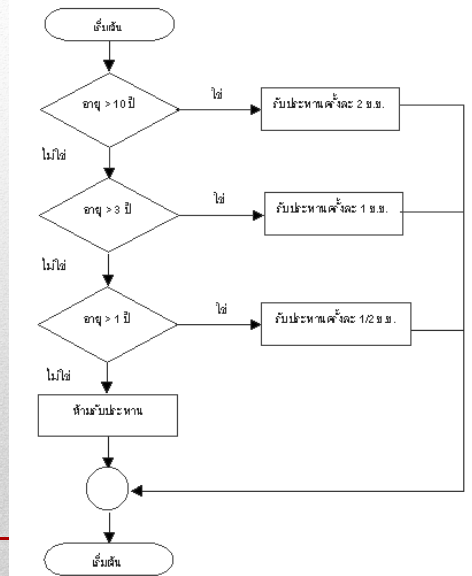 เริ่มต้น
อายุ > 10 ปี
ใช่
รับประทานครั้งละ 2 ช.ช.
ไม่ใช่
อายุ > 3 ปี
ใช่
รับประทานครั้งละ 1 ช.ช.
ไม่ใช่
อายุ > 1 ปี
ใช่
รับประทานครั้งละ 1/2 ช.ช.
ไม่ใช่
ห้ามรับประทาน
เริ่มต้น